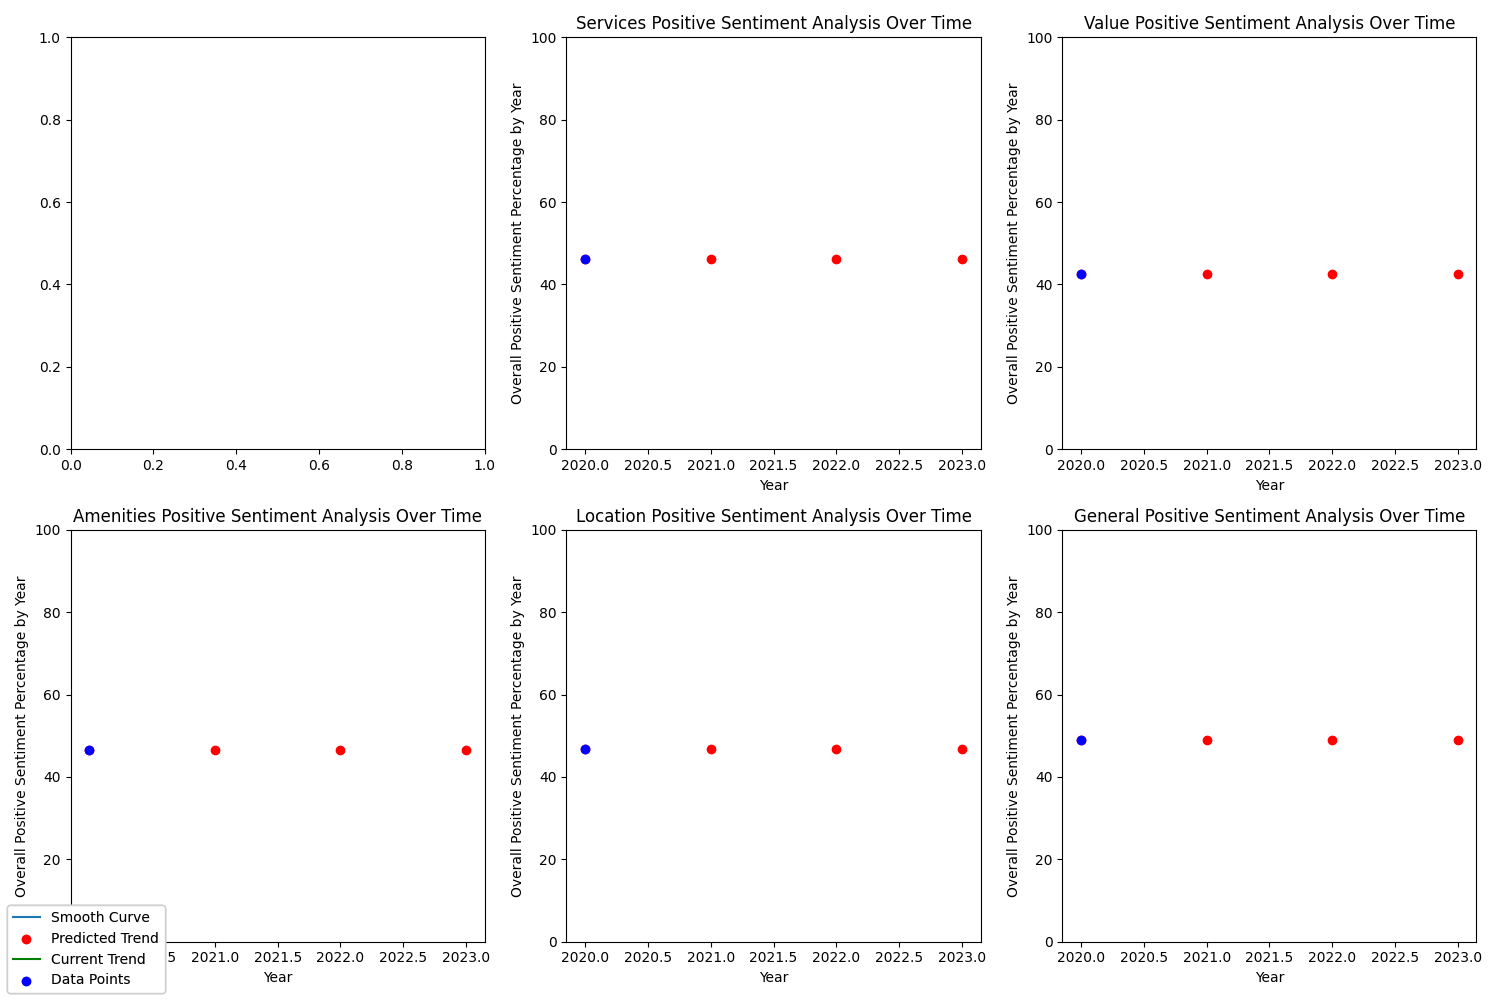 1.0
0.8
0.6
0.4
0.2
0.0
0.0 0.2 0.4 0.6 0.8 1.0
Services Positive Sentiment Analysis Over Time
Overall Positive Sentiment Percentage by Year
100
80
60
40
20
0
2020.0 2020.5 2021.0 2021.5 2022.0 2022.5 2023.0
Year
Value Positive Sentiment Analysis Over Time
Overall Positive Sentiment Percentage by Year
100
80
60
40
20
0
2020.0 2020.5 2021.0 2021.5 2022.0 2022.5 2023.0
Year
Amenities Positive Sentiment Analysis Over Time
Overall Positive Sentiment Percentage by Year
100
80
60
40
20
5 2021.0 2021.5 2022.0 2022.5 2023.0
Year
Smooth Curve
Predicted Trend
Current Trend
Data Points
Location Positive Sentiment Analysis Over Time
Overall Positive Sentiment Percentage by Year
100
80
60
40
20
0
2020.0 2020.5 2021.0 2021.5 2022.0 2022.5 2023.0
Year
General Positive Sentiment Analysis Over Time
Overall Positive Sentiment Percentage by Year
100
80
60
40
20
0
2020.0 2020.5 2021.0 2021.5 2022.0 2022.5 2023.0
Year